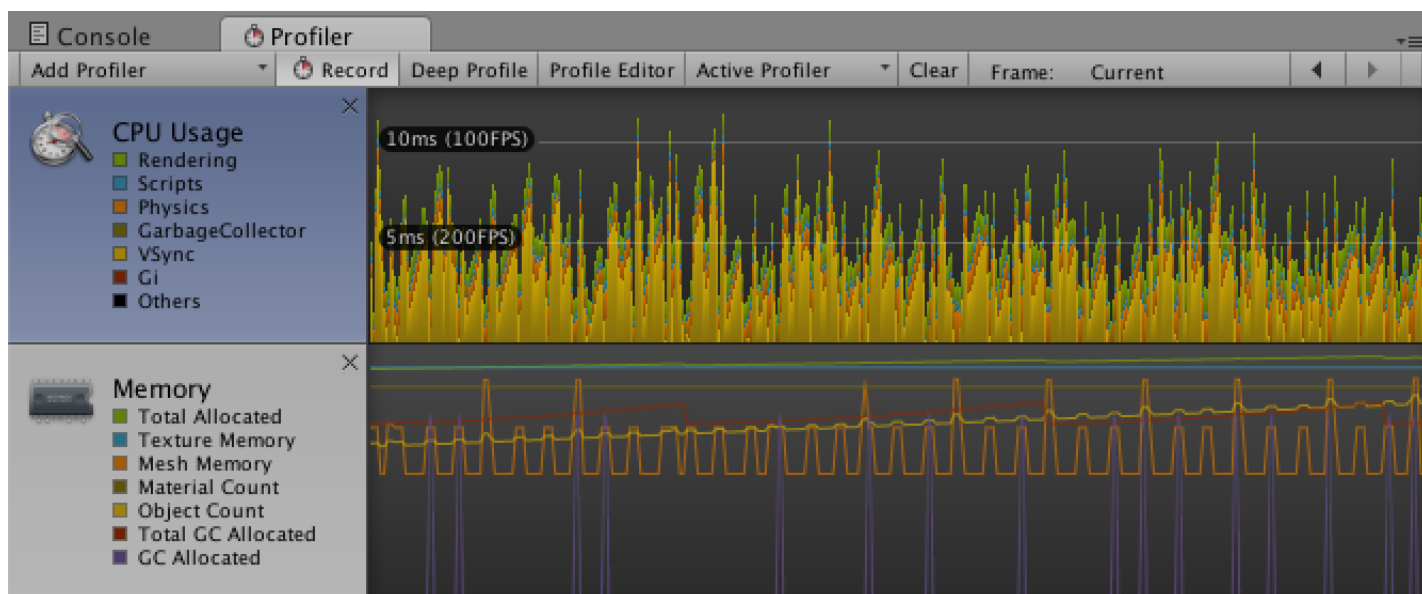 Console
Profiler
Add Profiler
Record
Deep Profile
Profile Editor
Active Profiler
Clear
Frame:
Current
CPU Usage
Rendering
Scripts
Physics
GarbageCollector
VSync
Gi
Others
10ms (100FPS)
5ms (200FPS)
Memory
Total Allocated
Texture Memory
Mesh Memory
Material Count
Object Count
Total GC Allocated
GC Allocated